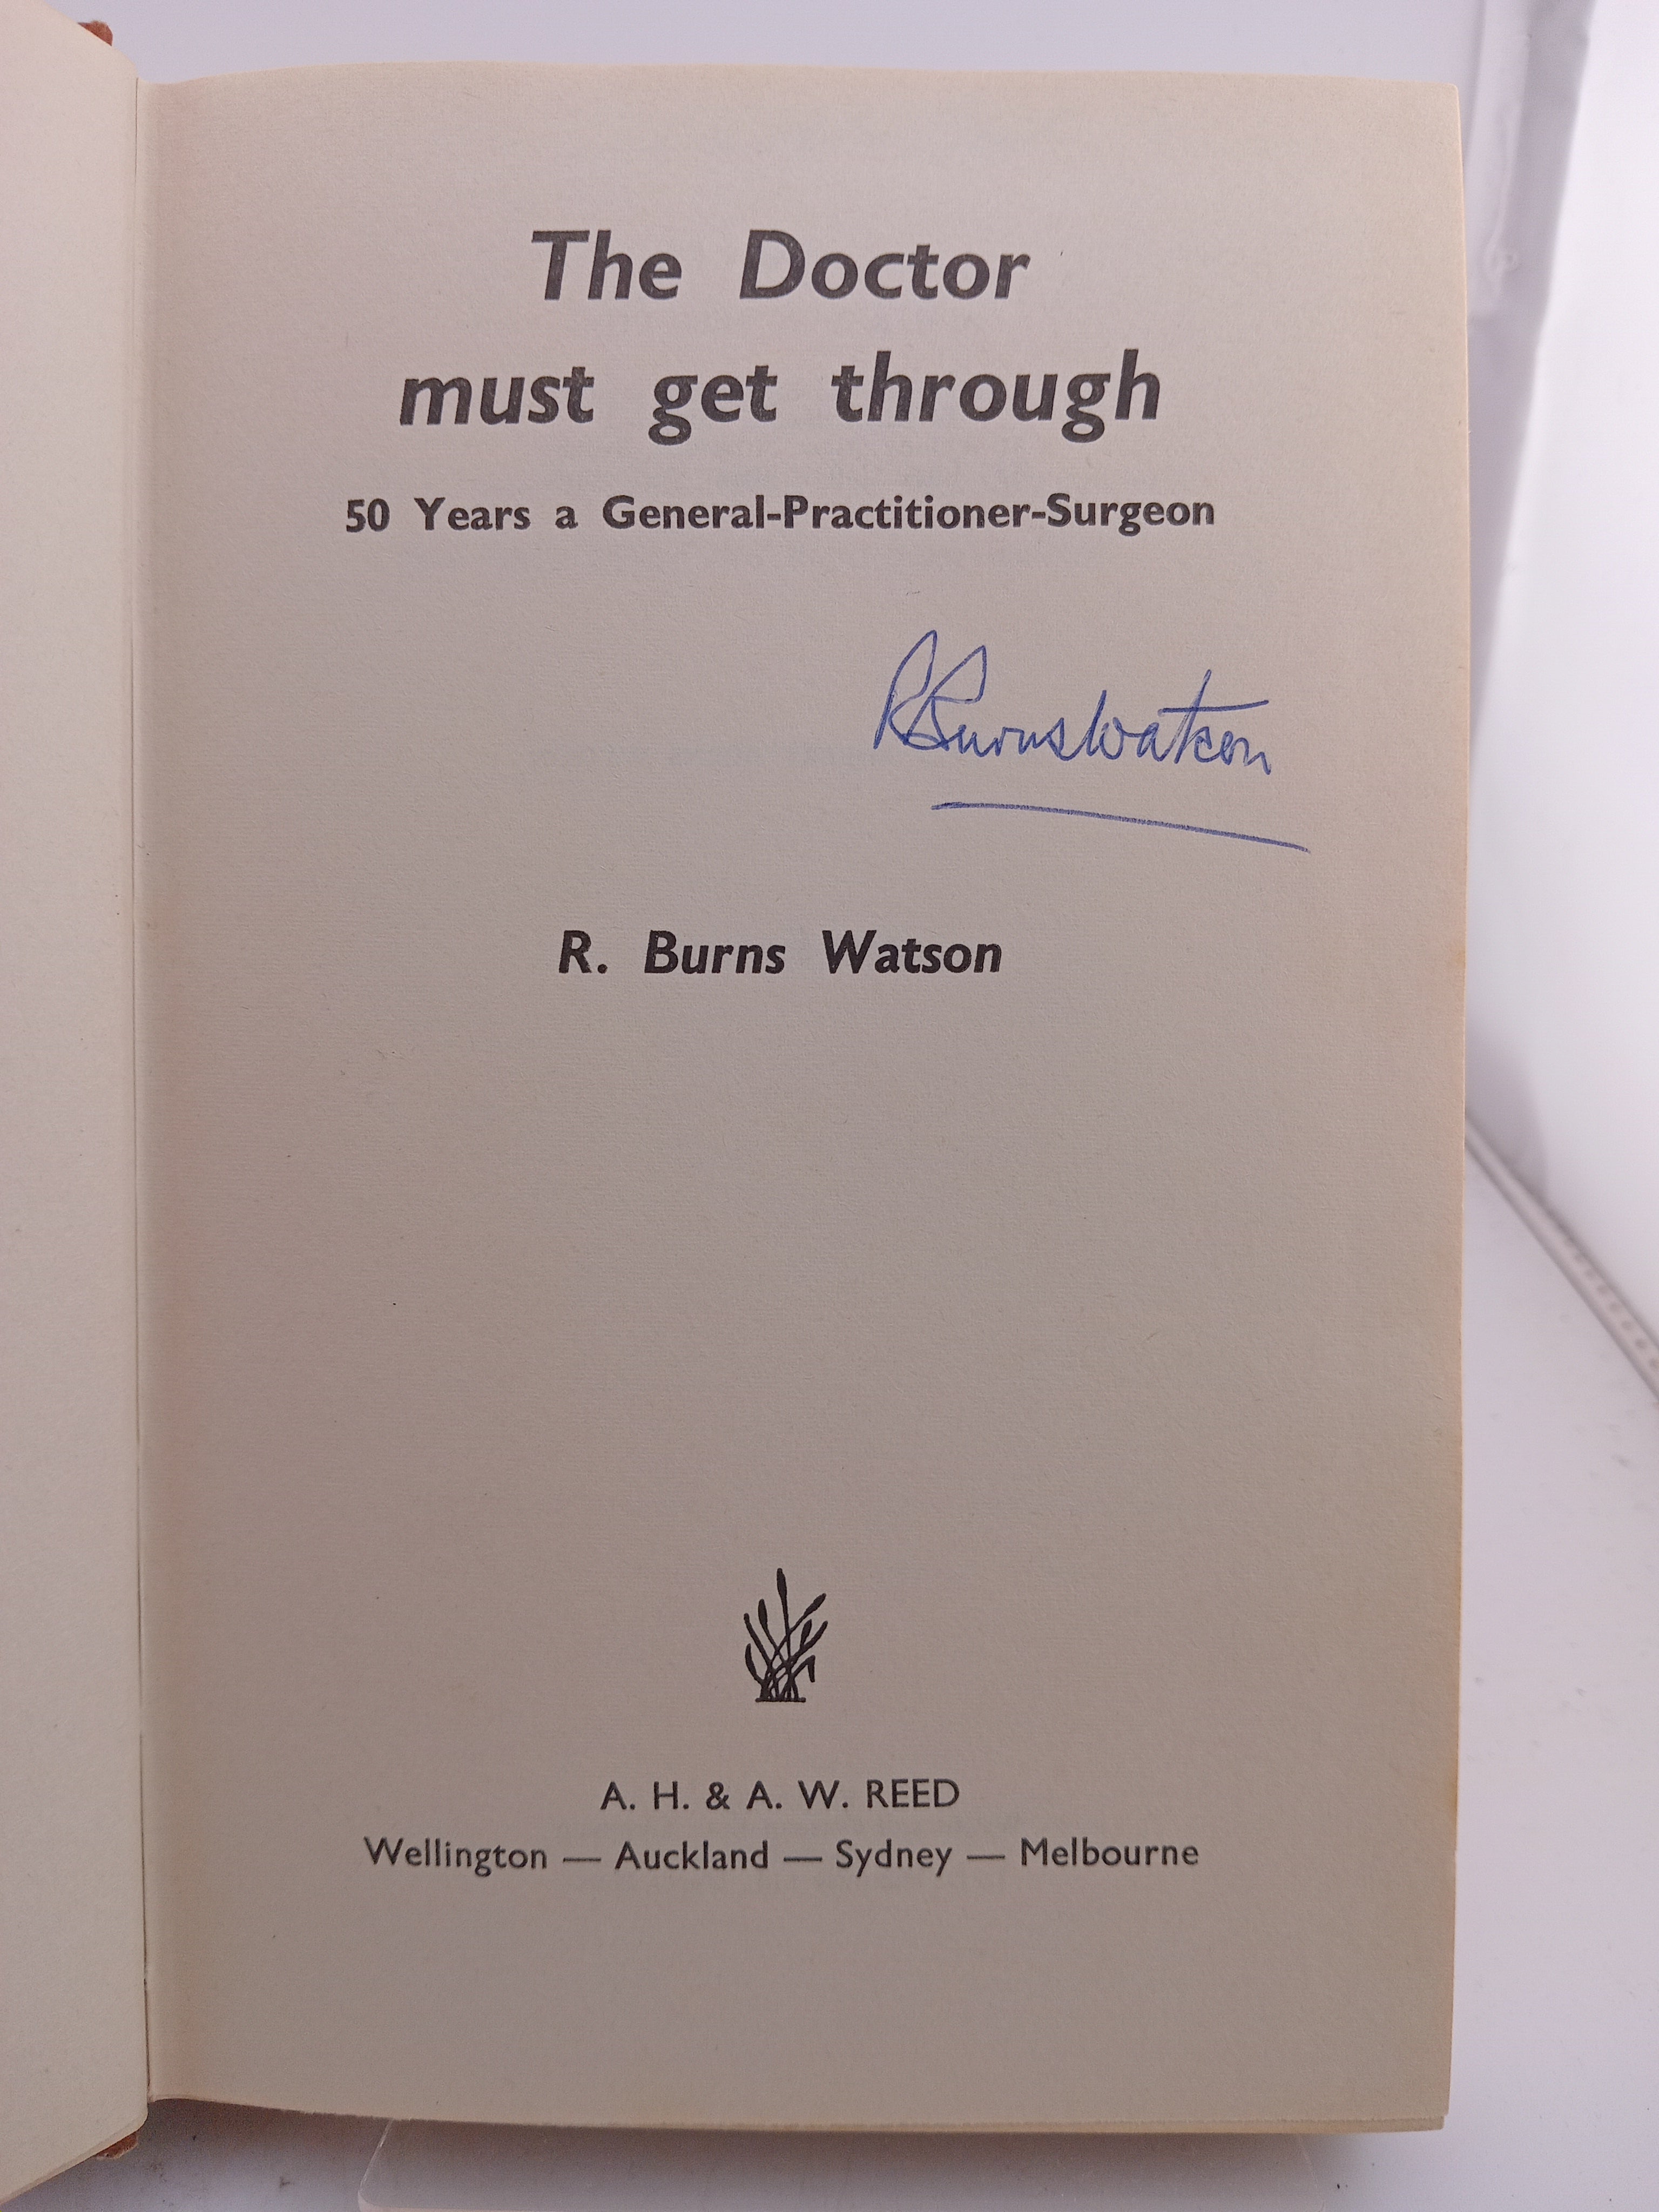 The Doctor
must get through
50 Years a General-Practitioner-Surgeon
R Burns Watson
R. Burns Watson
A. H. & A. W. REED
Wellington — Auckland — Sydney — Melbourne